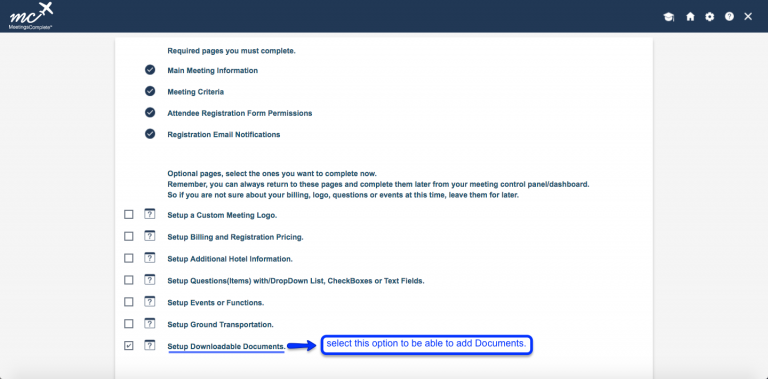 mc
MeetingsComplete®
Required pages you must complete.
Main Meeting Information
Meeting Criteria
Attendee Registration Form Permissions
Registration Email Notifications
Optional pages, select the ones you want to complete now.
Remember, you can always return to these pages and complete them later from your meeting control panel/dashboard.
So if you are not sure about your billing, logo, questions or events at this time, leave them for later.
Setup a Custom Meeting Logo.
Setup Billing and Registration Pricing.
Setup Additional Hotel Information.
Setup Questions(Items) with/DropDown List, CheckBoxes or Text Fields.
Setup Events or Functions.
Setup Ground Transportation.
Setup Downloadable Documents. select this option to be able to add Documents.